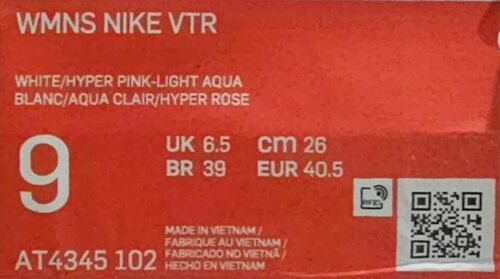 WMNS NIKE VTR
WHITE/HYPER PINK-LIGHT AQUA
BLANC/AQUA CLAIR/HYPER ROSE
9
UK 6.5 cm 26
BR 39 EUR 40.5
RFID
MADE IN VIETNAM/
FABRIQUE AU VIETNAM/
FABRICADO NO VIETNÃ/
HECHO EN VIETNAM
AT4345 102